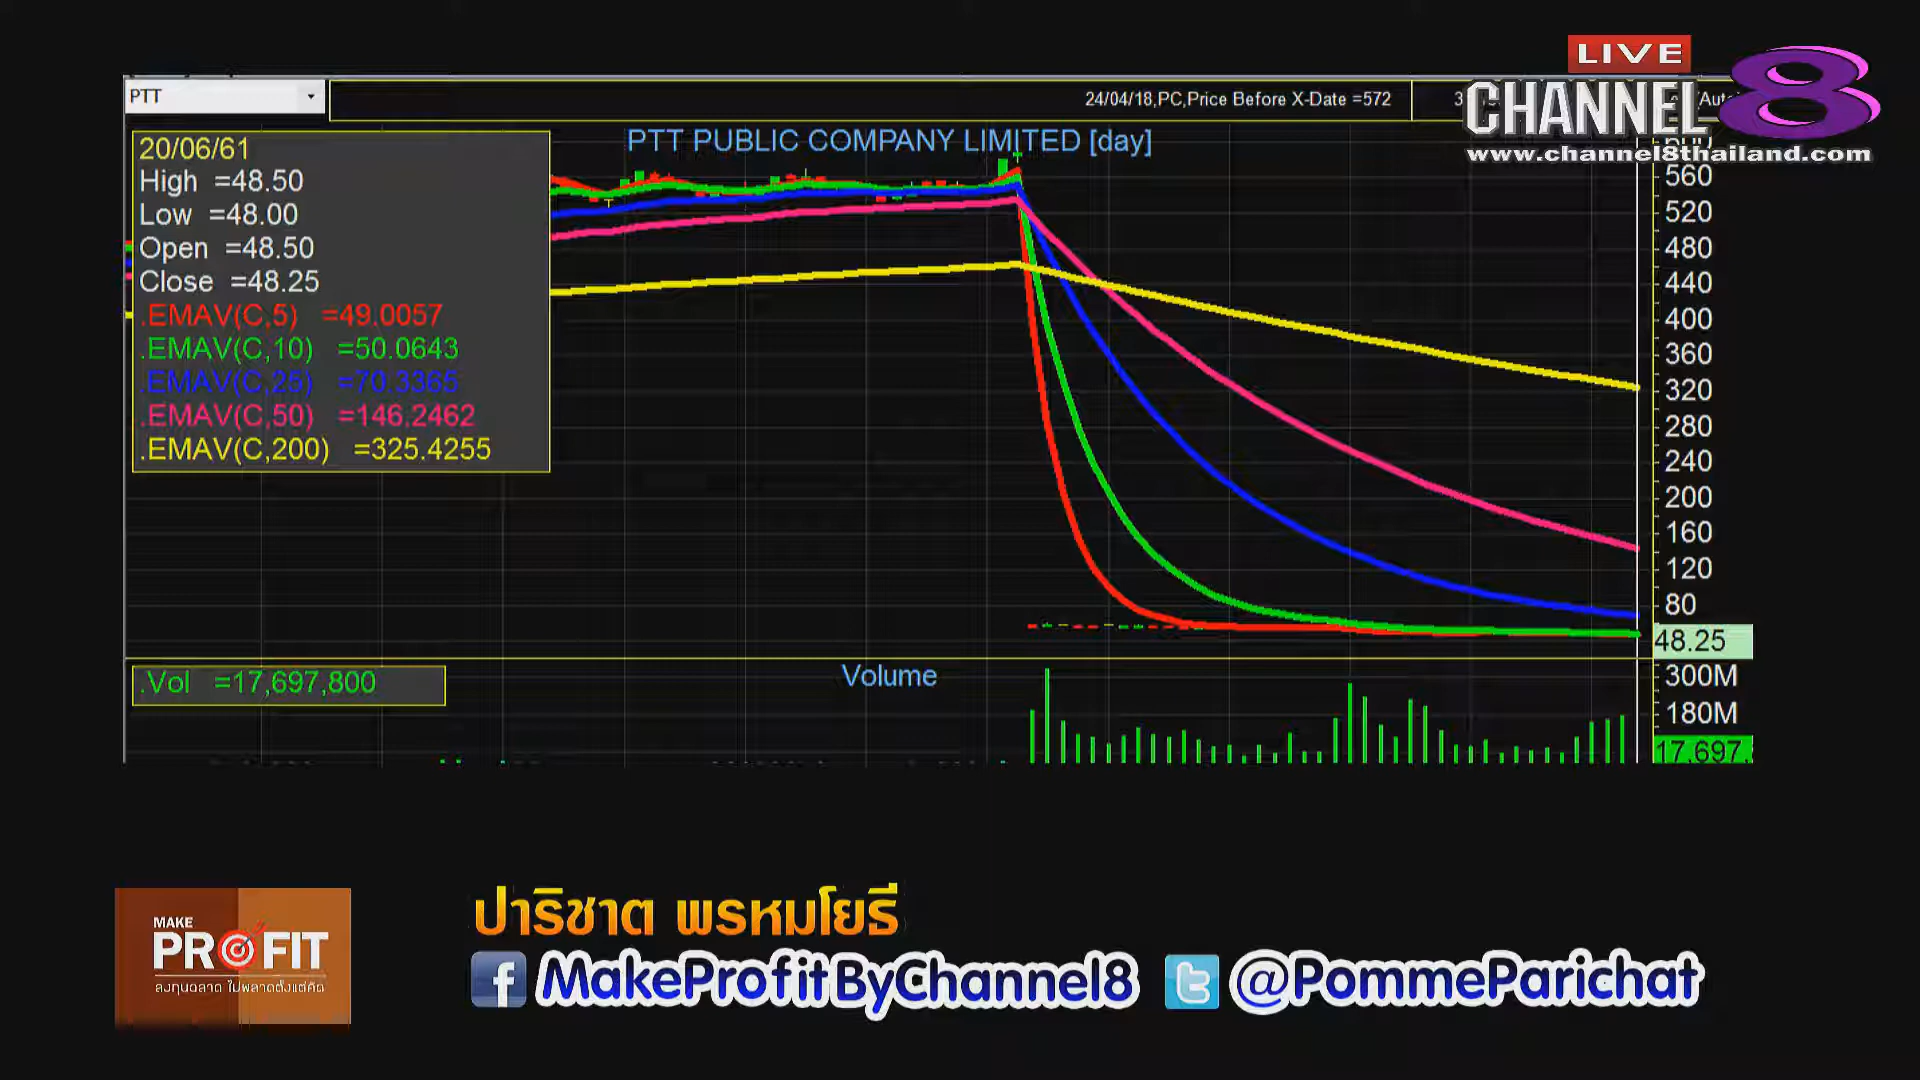 LIVE
CHANNEL 8
www.channel8thailand.com
PTT
24/04/18,PC,Price Before X-Date =572
PTT PUBLIC COMPANY LIMITED [day]
20/06/61
High =48.50
Low =48.00
Open =48.50
Close =48.25
.EMAV(C,5) =49.0057
.EMAV(C,10) =50.0643
.EMAV(C,25) =70.3365
.EMAV(C,50) =146.2462
.EMAV(C,200) =325.4255
560
520
480
440
400
360
320
280
240
200
160
120
80
48.25
.Vol =17,697,800
Volume
300M
180M
17,697,
MAKE
PROFIT
ลงทุนฉลาด ไม่พลาดตั้งแต่คิด
ปาริชาต พรหมโยธี
f MakeProfitByChannel8
t @PommeParichat